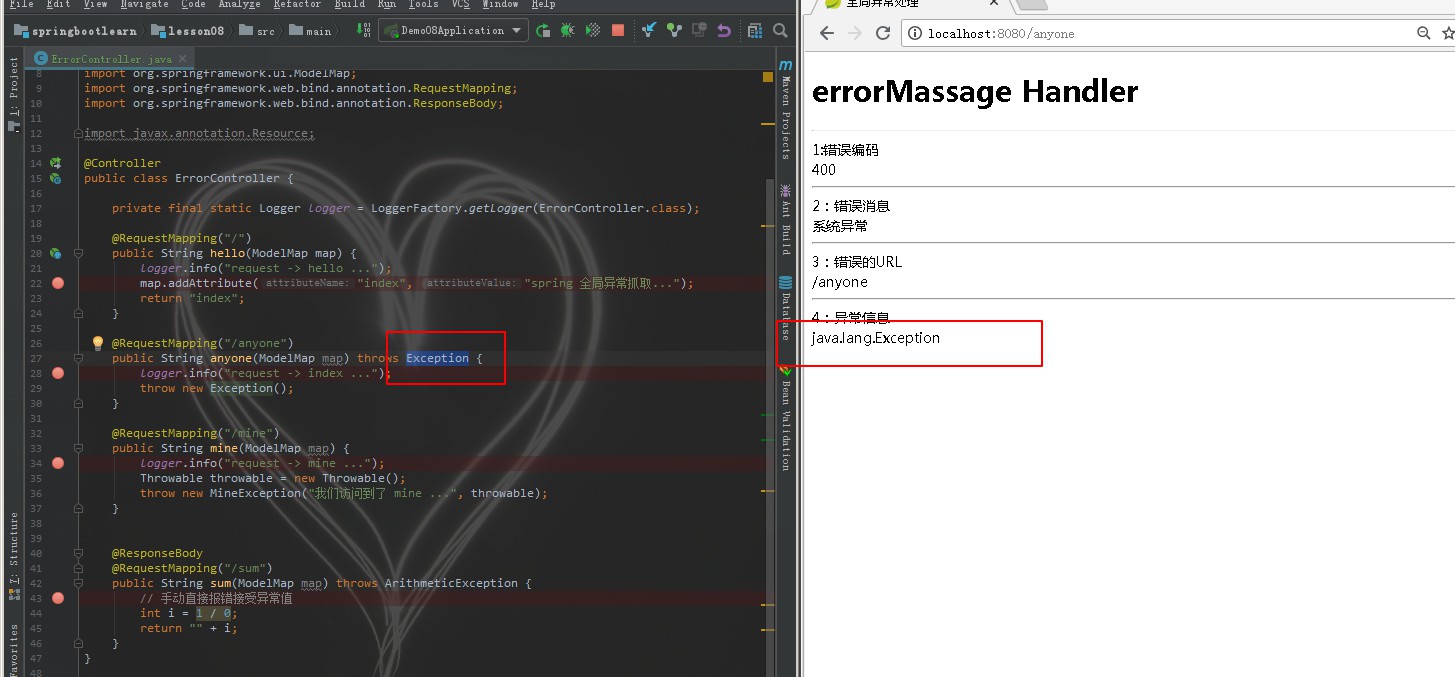 File Edit View Navigate Code Analyze Refactor Build Run Tools VCS Window Help
springbootlearn lesson08 src main Demo08Application
ErrorController.java
1: Project
7: Structure
Favorites
8 import org.springframework.ui.ModelMap;
9 import org.springframework.web.bind.annotation.RequestMapping;
10 import org.springframework.web.bind.annotation.ResponseBody;
11
12 import javax.annotation.Resource;
13
14 @Controller
15 public class ErrorController {
16
17 private final static Logger logger = LoggerFactory.getLogger(ErrorController.class);
18
19 @RequestMapping("/")
20 public String hello(ModelMap map) {
21 logger.info("request -> hello ...");
22 map.addAttribute( attributeName: "index", attributeValue: "spring 全局异常抓取...");
23 return "index";
24 }
25
26 @RequestMapping("/anyone")
27 public String anyone(ModelMap map) throws Exception {
28 logger.info("request -> index ...");
29 throw new Exception();
30 }
31
32 @RequestMapping("/mine")
33 public String mine(ModelMap map) {
34 logger.info("request -> mine ...");
35 Throwable throwable = new Throwable();
36 throw new MineException("我们访问到了 mine ...", throwable);
37 }
38
39
40 @ResponseBody
41 @RequestMapping("/sum")
42 public String sum(ModelMap map) throws ArithmeticException {
43 // 手动直接报错接受异常值
44 int i = 1 / 0;
45 return "" + i;
46 }
47 }
48
m Maven Projects
Ant Build
Database
Bean Validation
全局异常处理
localhost:8080/anyone
errorMassage Handler
1:错误编码
400
2：错误消息
系统异常
3：错误的URL
/anyone
4：异常信息
java.lang.Exception